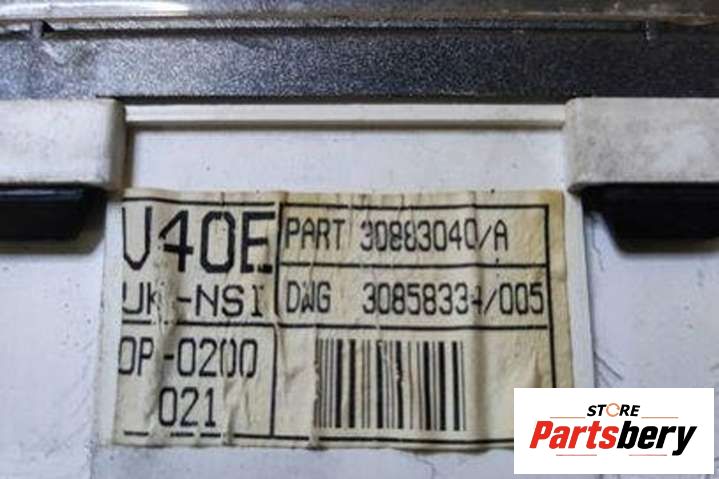 V40E
UK-NSI
OP-0200
021
PART 30883040/A
DWG 30858334/005
STORE
Partsbery